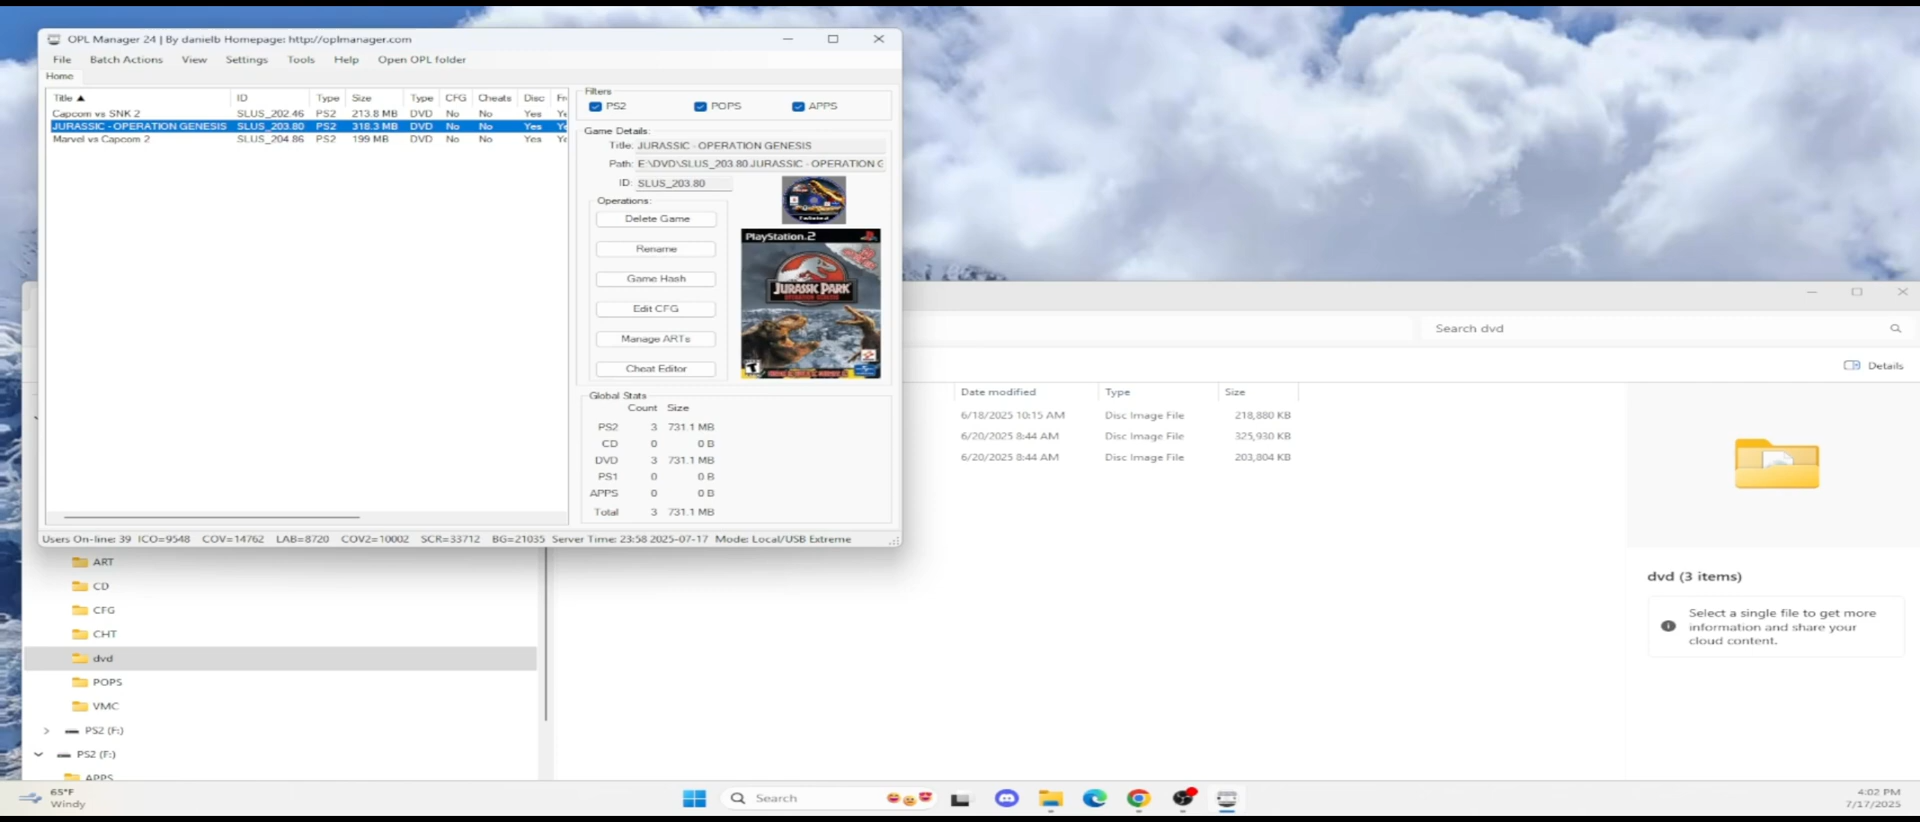 OPL Manager 24 | By danielb Homepage: http://oplmanager.com
File Batch Actions View Settings Tools Help Open OPL folder
Home
Title ID Type Size Type CFG Cheats Disc
Capcom vs SNK 2 SLUS_202.46 PS2 213.8 MB DVD No No Yes
JURASSIC - OPERATION GENESIS SLUS_203.80 PS2 318.3 MB DVD No No Yes
Marvel vs Capcom 2 SLUS_204.86 PS2 199 MB DVD No No Yes
Filters
PS2 POPS APPS
Game Details:
Title: JURASSIC - OPERATION GENESIS
Path: E:\DVD\SLUS_203.80.JURASSIC - OPERATION G
ID: SLUS_203.80
Operations:
Delete Game
Rename
Game Hash
Edit CFG
Manage ARTs
Cheat Editor
PlayStation.2
JURASSIC PARK
OPERATION GENESIS
Global Stats
Count Size
PS2 3 731.1 MB
CD 0 0 B
DVD 3 731.1 MB
PS1 0 0 B
APPS 0 0 B
Total 3 731.1 MB
Users On-line: 39 ICO=9548 COV=14762 LAB=8720 COV2=10002 SCR=33712 BG=21035 Server Time: 23:58 2025-07-17 Mode: Local/USB Extreme
Search dvd
Details
Date modified Type Size
6/18/2025 10:15 AM Disc Image File 218,880 KB
6/20/2025 8:44 AM Disc Image File 325,930 KB
6/20/2025 8:44 AM Disc Image File 203,804 KB
dvd (3 items)
Select a single file to get more
information and share your
cloud content.
ART
CD
CFG
CHT
dvd
POPS
VMC
PS2 (F:)
PS2 (F:)
APPS
65°F
Windy
Search
4:02 PM
7/17/2025